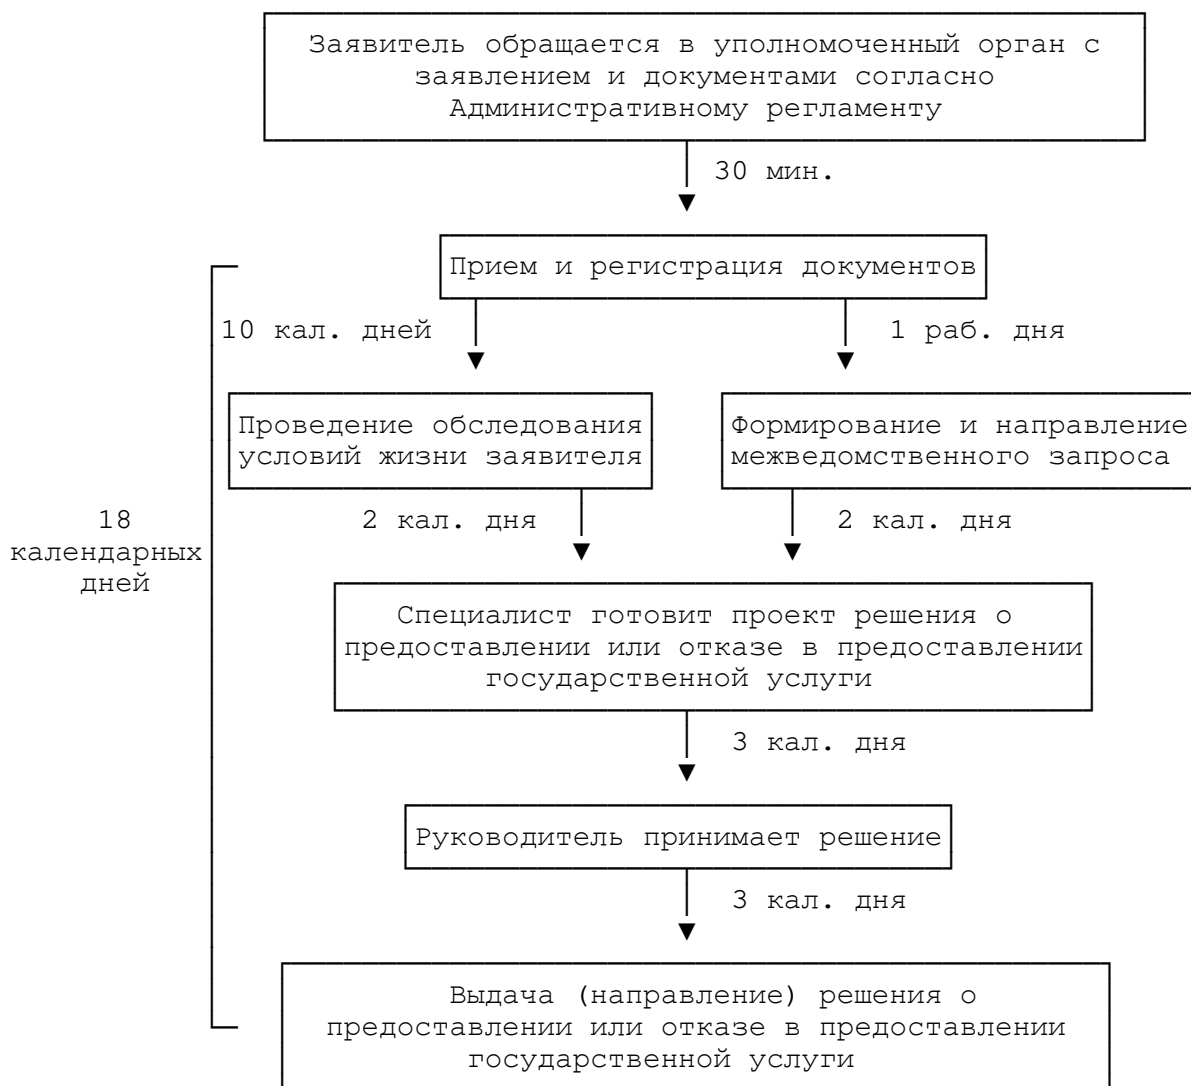 Заявитель обращается в уполномоченный орган с
заявлением и документами согласно
Административному регламенту
30 мин.
Прием и регистрация документов
10 кал. дней
1 раб. дня
Проведение обследования
условий жизни заявителя
Формирование и направление
межведомственного запроса
2 кал. дня
2 кал. дня
18
календарных
дней
Специалист готовит проект решения о
предоставлении или отказе в предоставлении
государственной услуги
3 кал. дня
Руководитель принимает решение
3 кал. дня
Выдача (направление) решения о
предоставлении или отказе в предоставлении
государственной услуги